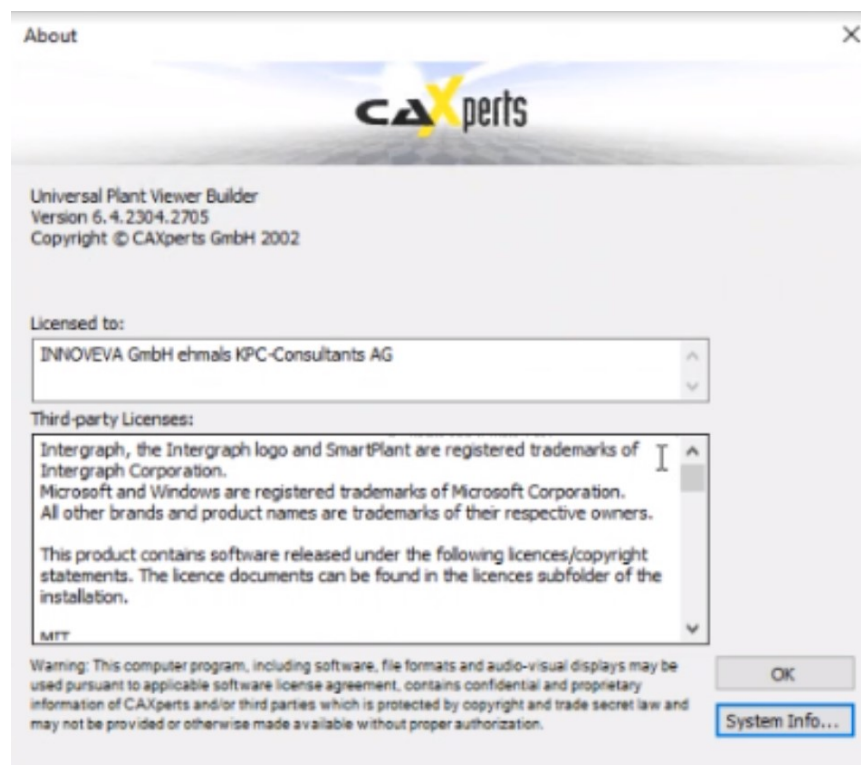 About
CAXperts
Universal Plant Viewer Builder
Version 6.4.2304.2705
Copyright © CAXperts GmbH 2002
Licensed to:
INNOVEVA GmbH ehmals KPC-Consultants AG
Third-party Licenses:
Intergraph, the Intergraph logo and SmartPlant are registered trademarks of
Intergraph Corporation.
Microsoft and Windows are registered trademarks of Microsoft Corporation.
All other brands and product names are trademarks of their respective owners.
This product contains software released under the following licences/copyright
statements. The licence documents can be found in the licences subfolder of the
installation.
MIT
Warning: This computer program, including software, file formats and audio-visual displays may be
used pursuant to applicable software license agreement, contains confidential and proprietary
information of CAXperts and/or third parties which is protected by copyright and trade secret law and
may not be provided or otherwise made available without proper authorization.
OK
System Info...